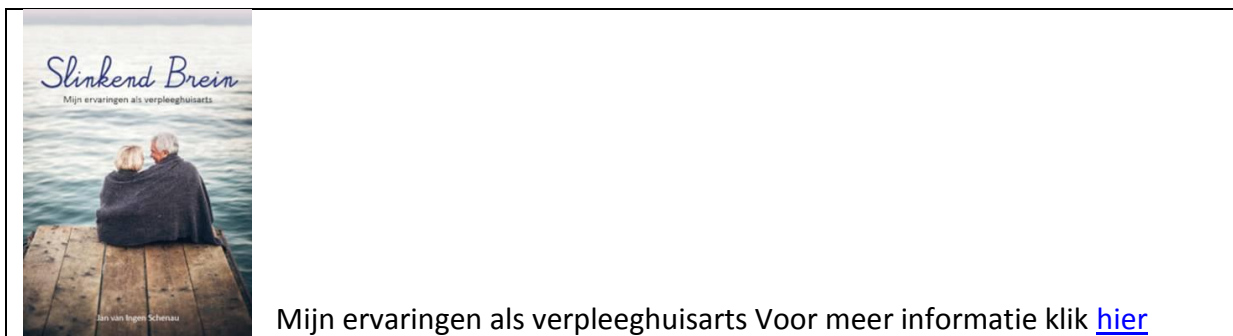 Slinkend Brein
Mijn ervaringen als verpleeghuisarts
Jan van Ingen Schenau
Mijn ervaringen als verpleeghuisarts Voor meer informatie klik hier